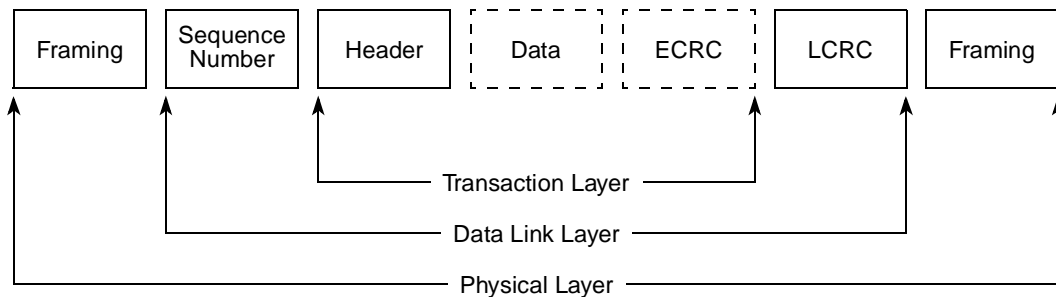 Framing
Sequence
Number
Header
Data
ECRC
LCRC
Framing
Transaction Layer
Data Link Layer
Physical Layer